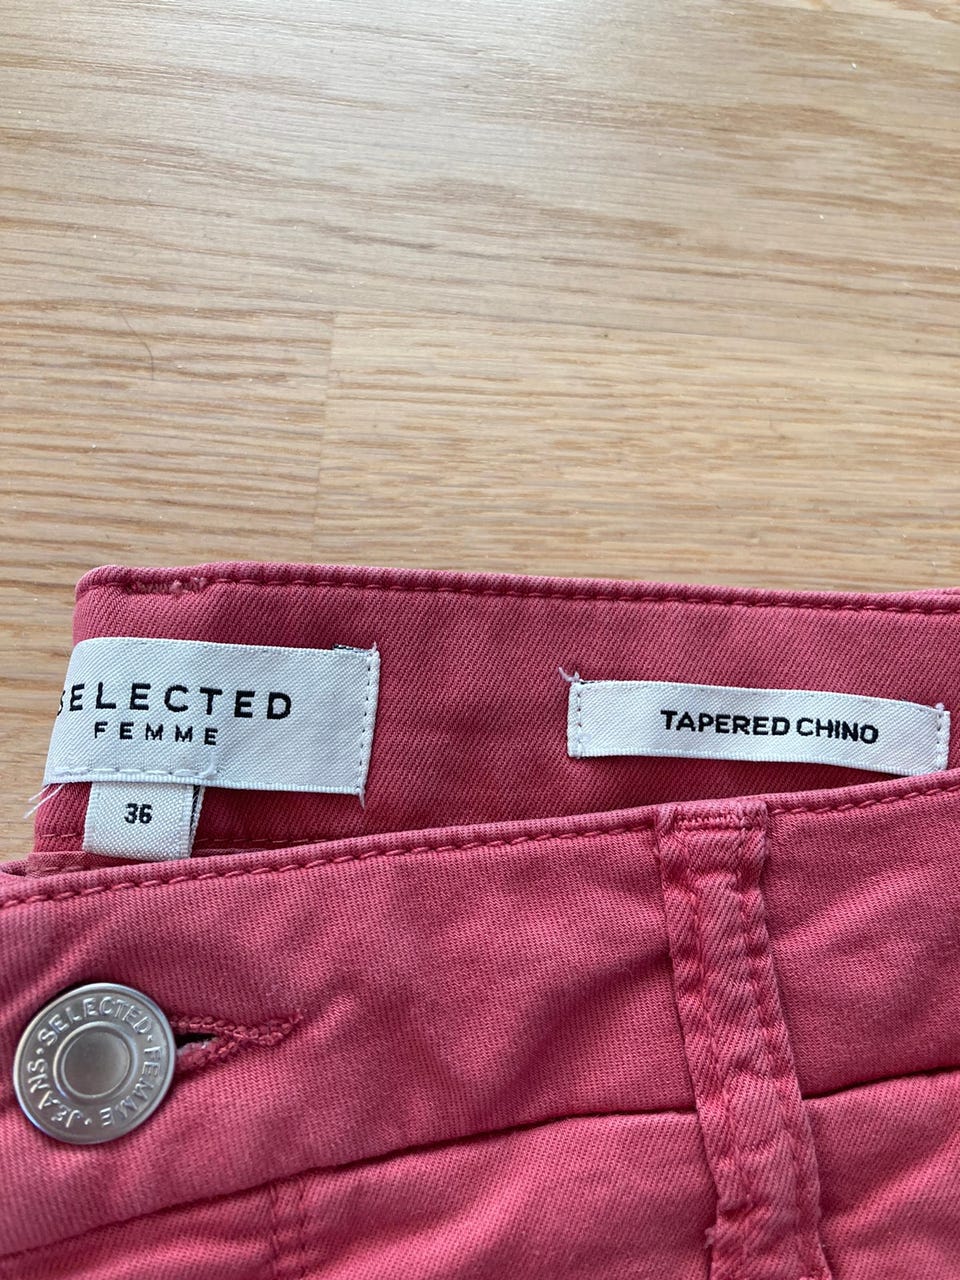 SELECTED
FEMME
36
TAPERED CHINO
SELECTED · FEMME · JEANS ·